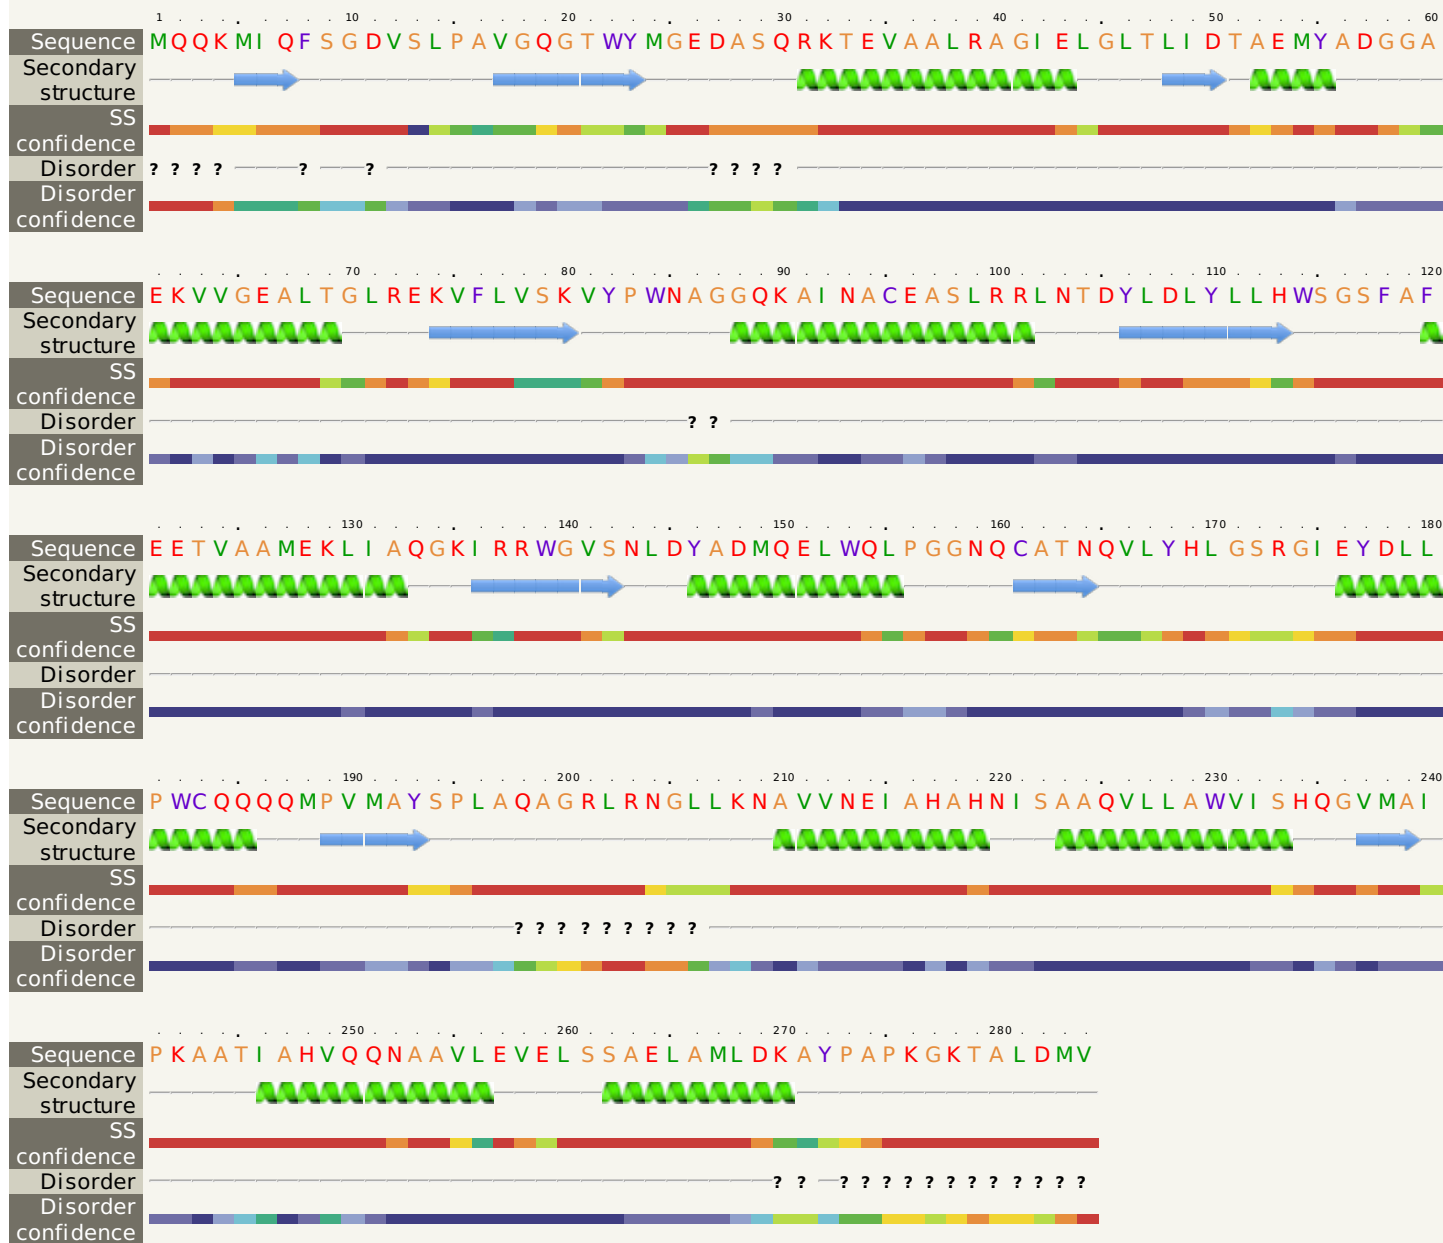 1 10 20 30 40 50 60
Sequence MQQKMIQFSGDVSLPAVGQGTWYMGEDASQRKTEVAALRAGIELGLTLIDTAEMYADGGA
Secondary
structure
SS
confidence
Disorder ? ? ? ? ? ? ? ? ? ?
Disorder
confidence
70 80 90 100 110 120
Sequence EKVVGEALTGLREKVFLVSKVYPWNAGGQKAINACEASLRRLNTDYLDLYLLHWSGSFAF
Secondary
structure
SS
confidence
Disorder ? ?
Disorder
confidence
130 140 150 160 170 180
Sequence EETVAAMEKLIAQGKIRRWGVSNLDYADMQELWQLPGGNQCATNQVLYHLGSRGIEYDLL
Secondary
structure
SS
confidence
Disorder
Disorder
confidence
190 200 210 220 230 240
Sequence PWCQQQQMPVMAYSPLAQAGRLRNGLLKNAVVNEIAHAHNISAAQVLLAWVISHQGVMAI
Secondary
structure
SS
confidence
Disorder ? ? ? ? ? ? ? ? ?
Disorder
confidence
250 260 270 280
Sequence PKAATIAHVQQNAAVLEVELSSAELAMLDKAYPAPKGKTALDMV
Secondary
structure
SS
confidence
Disorder ? ? ? ? ? ? ? ? ? ? ? ? ? ?
Disorder
confidence